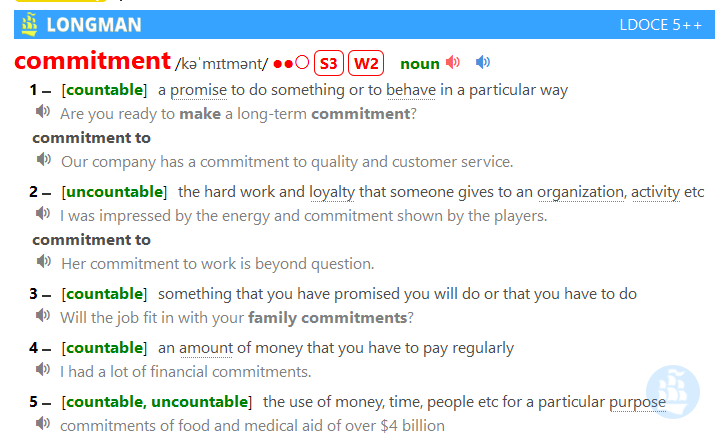 LONGMAN LDOCE 5++
commitment /kəˈmɪtmənt/ ●●○ S3 W2 noun
1 – [countable] a promise to do something or to behave in a particular way
Are you ready to make a long-term commitment?
commitment to
Our company has a commitment to quality and customer service.
2 – [uncountable] the hard work and loyalty that someone gives to an organization, activity etc
I was impressed by the energy and commitment shown by the players.
commitment to
Her commitment to work is beyond question.
3 – [countable] something that you have promised you will do or that you have to do
Will the job fit in with your family commitments?
4 – [countable] an amount of money that you have to pay regularly
I had a lot of financial commitments.
5 – [countable, uncountable] the use of money, time, people etc for a particular purpose
commitments of food and medical aid of over $4 billion